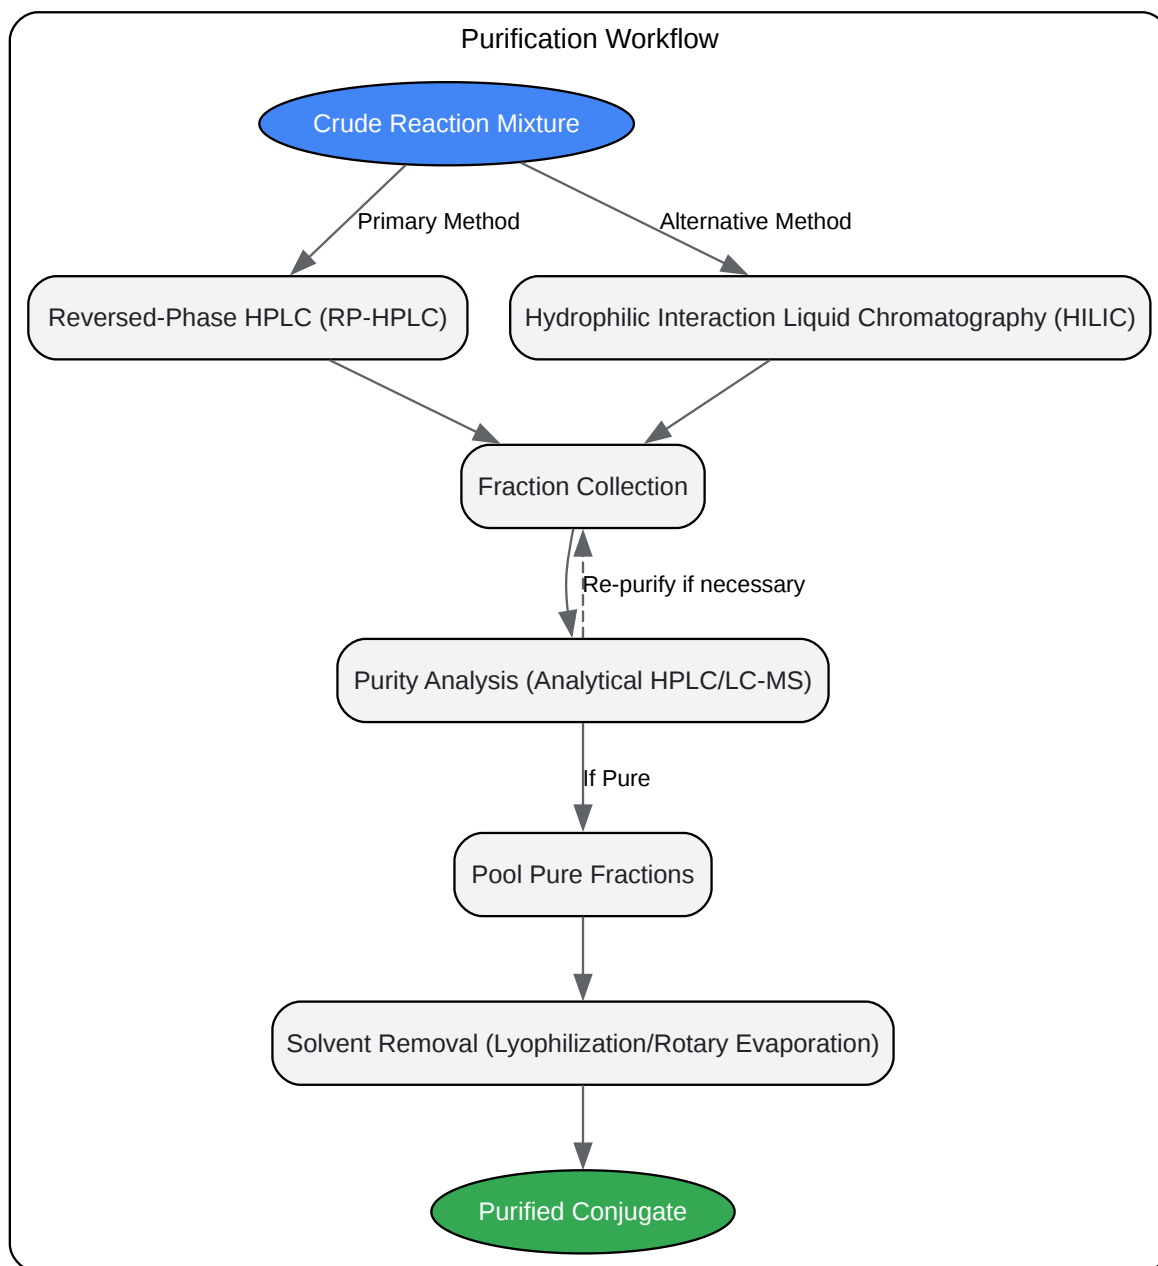 Purification Workflow
Crude Reaction Mixture
Primary Method
Alternative Method
Reversed-Phase HPLC (RP-HPLC)
Hydrophilic Interaction Liquid Chromatography (HILIC)
Fraction Collection
Re-purify if necessary
Purity Analysis (Analytical HPLC/LC-MS)
If Pure
Pool Pure Fractions
Solvent Removal (Lyophilization/Rotary Evaporation)
Purified Conjugate